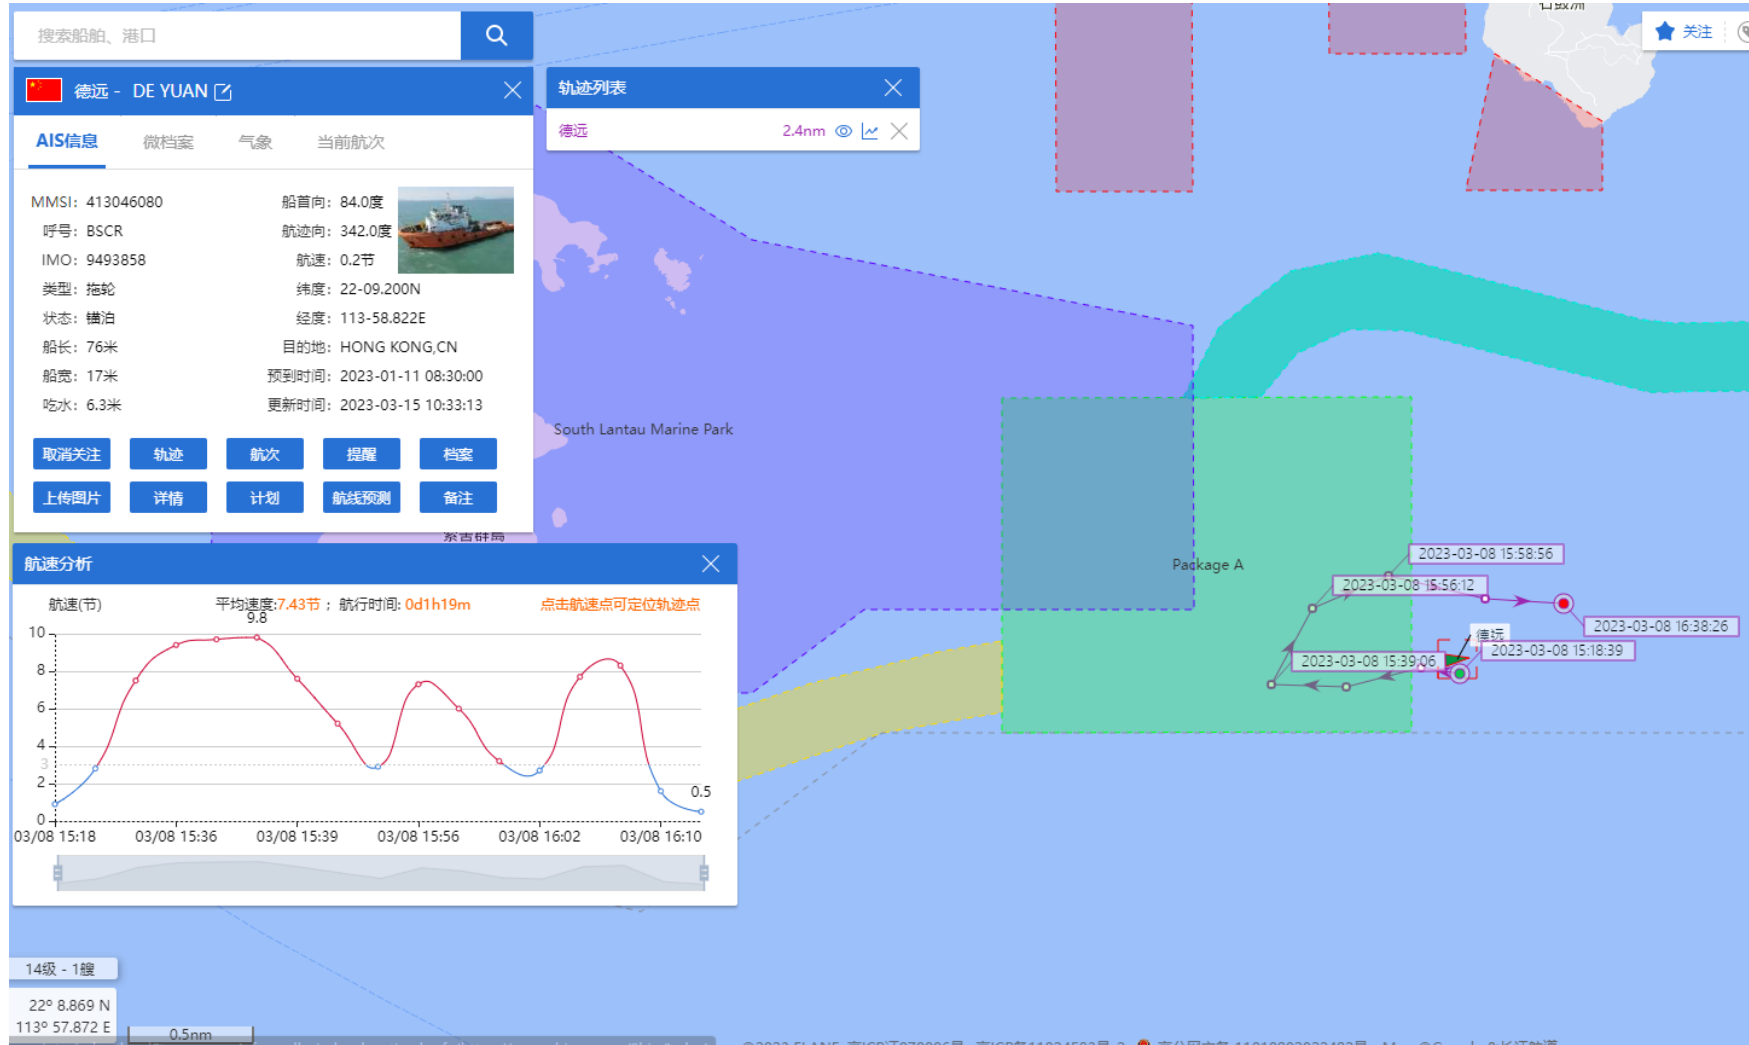 搜索船舶、港口
石鼓洲
关注
德远 - DE YUAN
轨迹列表
德远 2.4nm
AIS信息 微档案 气象 当前航次
MMSI: 413046080 船首向: 84.0度
呼号: BSCR 航迹向: 342.0度
IMO: 9493858 航速: 0.2节
类型: 拖轮 纬度: 22-09.200N
状态: 锚泊 经度: 113-58.822E
船长: 76米 目的地: HONG KONG,CN
船宽: 17米 预到时间: 2023-01-11 08:30:00
吃水: 6.3米 更新时间: 2023-03-15 10:33:13
取消关注 轨迹 航次 提醒 档案
上传图片 详情 计划 航线预测 备注
South Lantau Marine Park
索罟群岛
Package A
2023-03-08 15:58:56
2023-03-08 15:56:12
2023-03-08 16:38:26
德远
2023-03-08 15:18:39
2023-03-08 15:39:06
航速分析
航速(节) 平均速度:7.43节 ; 航行时间: 0d1h19m 点击航速点可定位轨迹点
9.8
10
8
6
4
3
2
0.5
0
03/08 15:18 03/08 15:36 03/08 15:39 03/08 15:56 03/08 16:02 03/08 16:10
14级 - 1艘
22º 8.869 N
113º 57.872 E
0.5nm